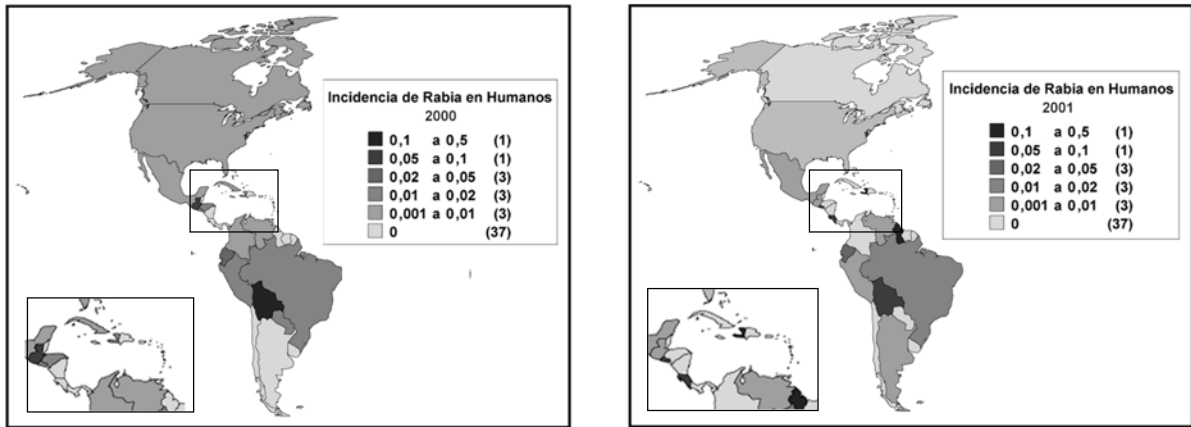 Incidencia de Rabia en Humanos
2000
0,1 a 0,5 (1)
0,05 a 0,1 (1)
0,02 a 0,05 (3)
0,01 a 0,02 (3)
0,001 a 0,01 (3)
0 (37)
Incidencia de Rabia en Humanos
2001
0,1 a 0,5 (1)
0,05 a 0,1 (1)
0,02 a 0,05 (3)
0,01 a 0,02 (3)
0,001 a 0,01 (3)
0 (37)